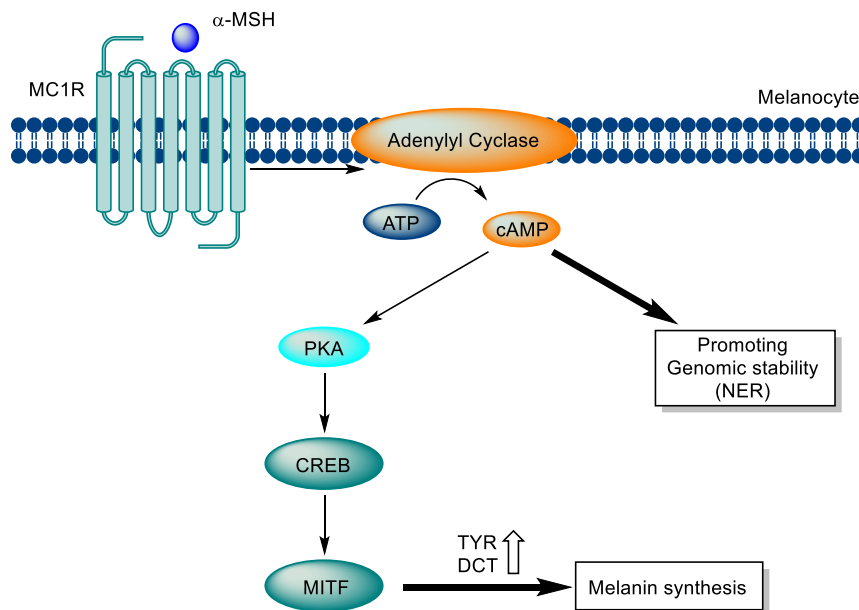 α-MSH
MC1R
Melanocyte
Adenylyl Cyclase
ATP
cAMP
PKA
Promoting
Genomic stability
(NER)
CREB
TYR
DCT
MITF
Melanin synthesis